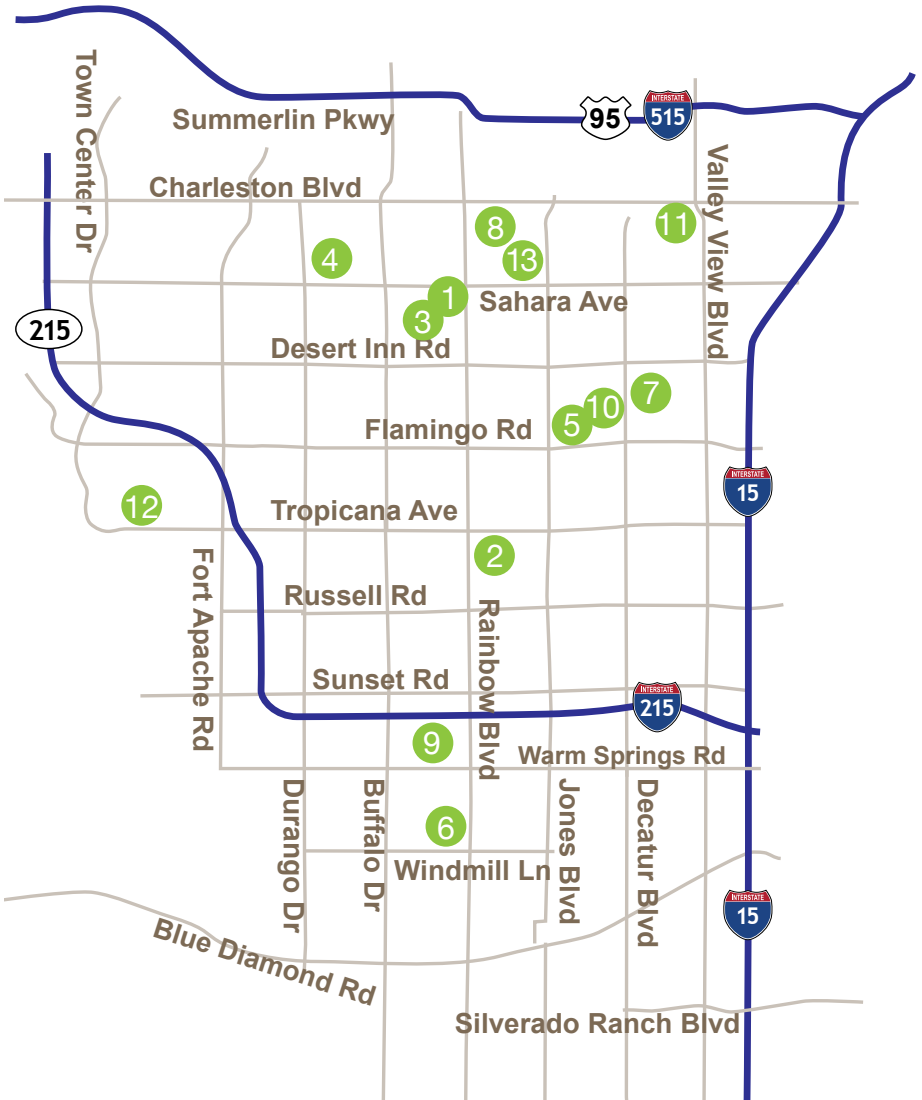 Town Center Dr
Summerlin Pkwy
95
INTERSTATE
515
Charleston Blvd
Valley View Blvd
8
11
4
13
1
Sahara Ave
3
215
Desert Inn Rd
7
10
5
Flamingo Rd
INTERSTATE
15
12
Tropicana Ave
2
Fort Apache Rd
Russell Rd
Rainbow Blvd
Sunset Rd
INTERSTATE
215
9
Warm Springs Rd
Durango Dr
Buffalo Dr
Jones Blvd
Decatur Blvd
6
Windmill Ln
INTERSTATE
15
Blue Diamond Rd
Silverado Ranch Blvd